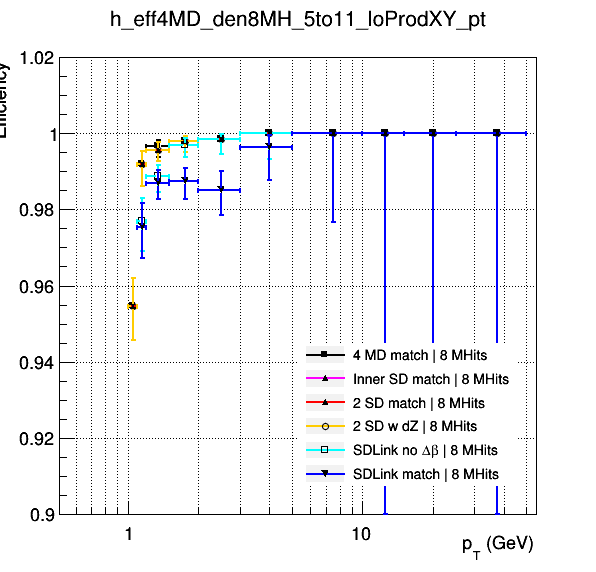 h_eff4MD_den8MH_5to11_loProdXY_pt
Efficiency
1.02
1
0.98
0.96
0.94
0.92
0.9
4 MD match | 8 MHits
Inner SD match | 8 MHits
2 SD match | 8 MHits
2 SD w dZ | 8 MHits
SDLink no Δβ | 8 MHits
SDLink match | 8 MHits
1
10
p_T (GeV)